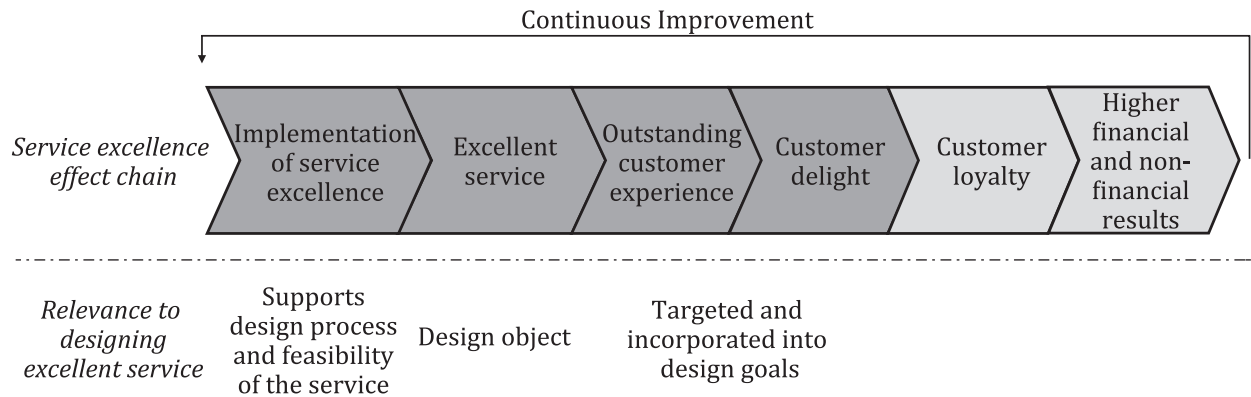 Continuous Improvement
Service excellence
effect chain
Implementation
of service
excellence
Excellent
service
Outstanding
customer
experience
Customer
delight
Customer
loyalty
Higher
financial
and non-
financial
results
Relevance to
designing
excellent service
Supports
design process
and feasibility
of the service
Design object
Targeted and
incorporated into
design goals